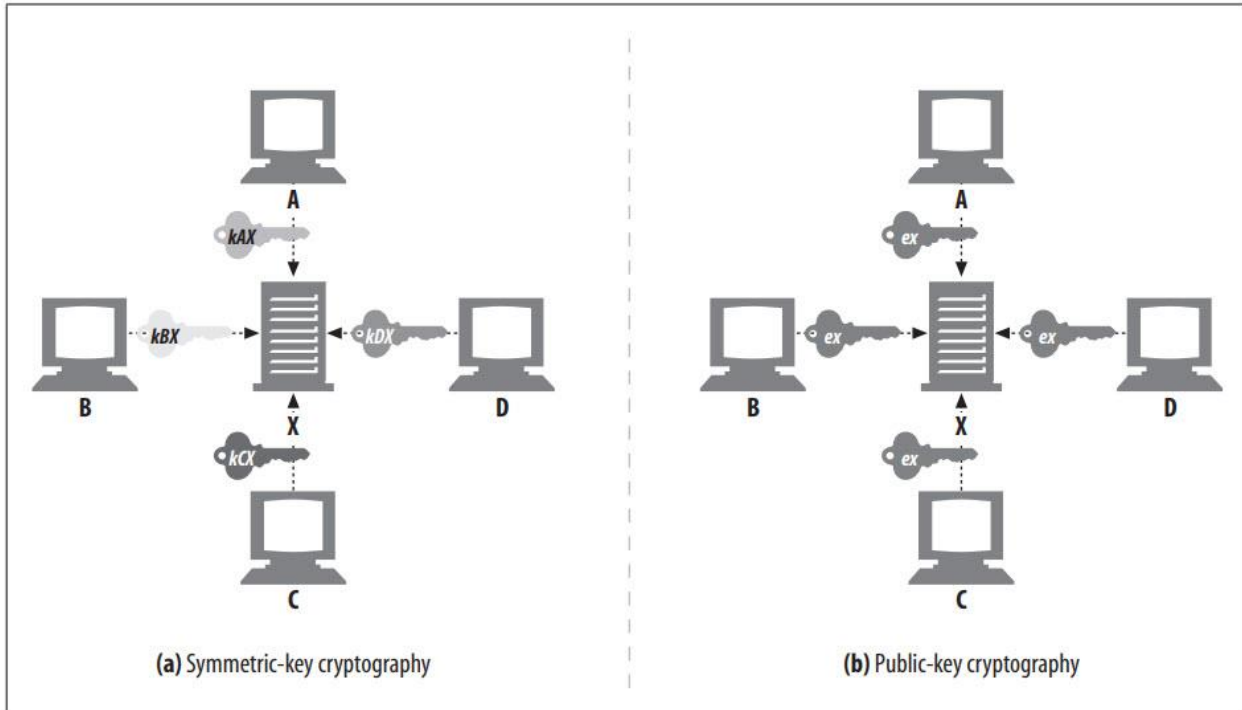 A
kAX
kBX
kDX
B
D
X
kCX
C
(a) Symmetric-key cryptography
A
ex
ex
ex
B
D
X
ex
C
(b) Public-key cryptography